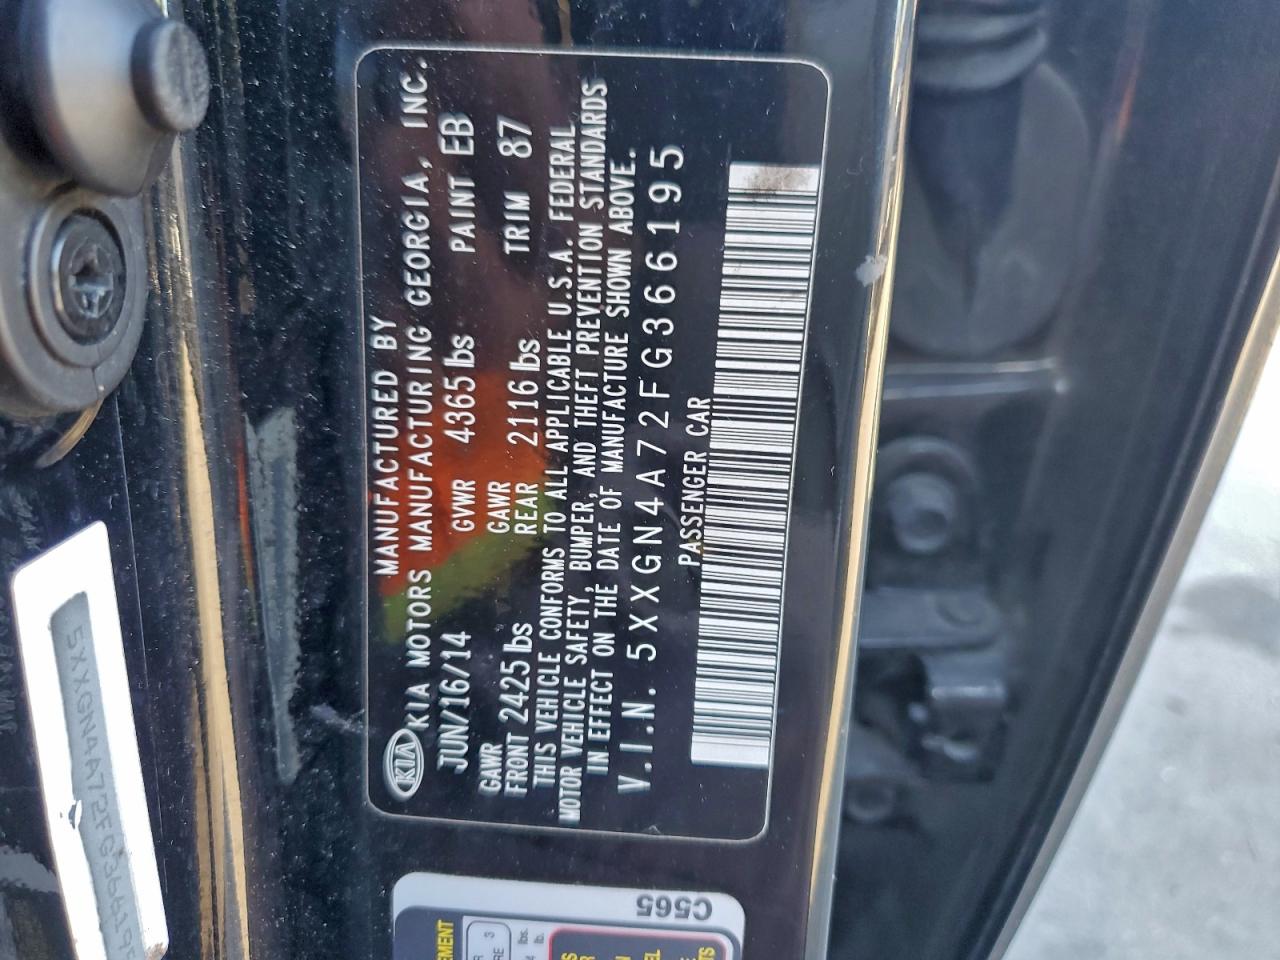 MANUFACTURED BY
KIA KIA MOTORS MANUFACTURING GEORGIA, INC.
JUN/16/14 GVWR 4365 lbs PAINT EB
GAWR FRONT 2425 lbs GAWR REAR 2116 lbs TRIM 87
THIS VEHICLE CONFORMS TO ALL APPLICABLE U.S.A. FEDERAL
MOTOR VEHICLE SAFETY, BUMPER, AND THEFT PREVENTION STANDARDS
IN EFFECT ON THE DATE OF MANUFACTURE SHOWN ABOVE.
V.I.N. 5XXGN4A72FG366195
PASSENGER CAR
5XXGN4A72FG366195
C565